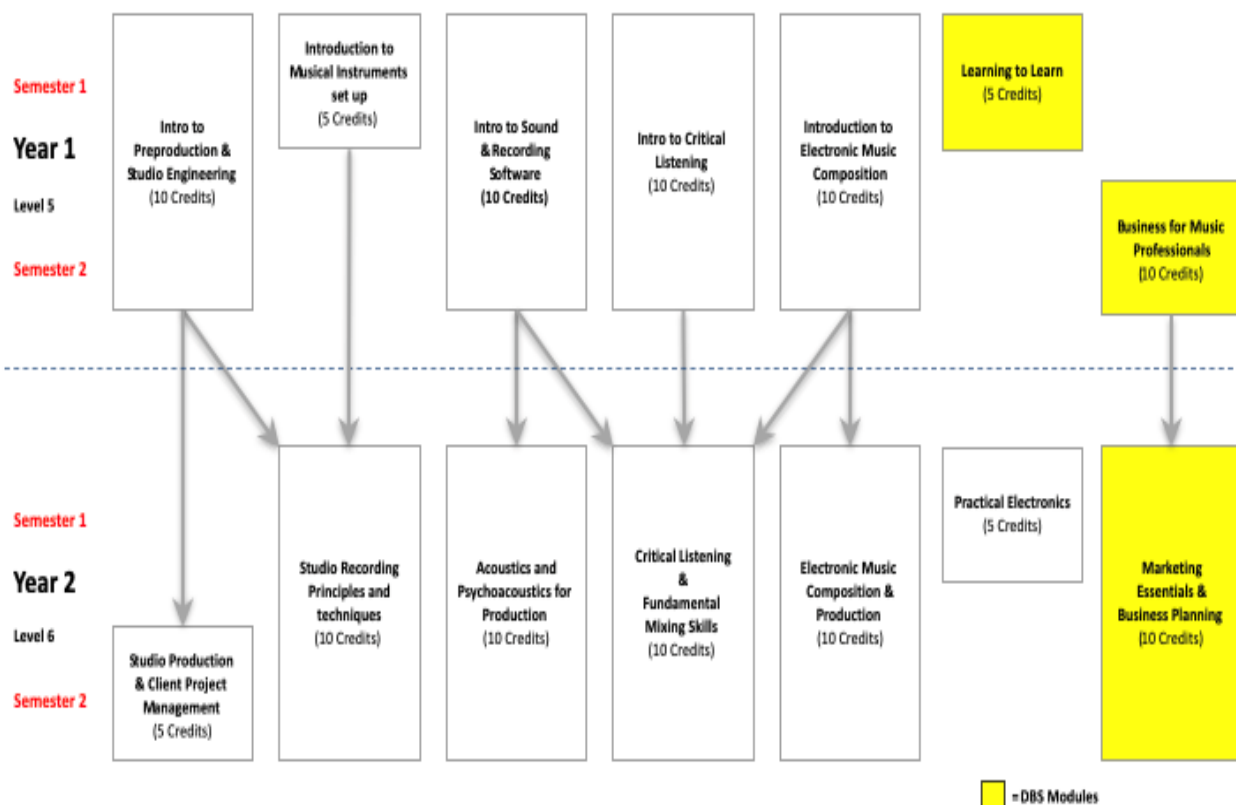 Semester 1
Year 1
Level 5
Semester 2
Intro to
Preproduction &
Studio Engineering
(10 Credits)
Introduction to
Musical Instruments
set up
(5 Credits)
Intro to Sound
& Recording
Software
(10 Credits)
Intro to Critical
Listening
(10 Credits)
Introduction to
Electronic Music
Composition
(10 Credits)
Learning to Learn
(5 Credits)
Business for Music
Professionals
(10 Credits)
Semester 1
Year 2
Level 6
Semester 2
Studio Production
& Client Project
Management
(5 Credits)
Studio Recording
Principles and
techniques
(10 Credits)
Acoustics and
Psychoacoustics for
Production
(10 Credits)
Critical Listening
&
Fundamental
Mixing Skills
(10 Credits)
Electronic Music
Composition &
Production
(10 Credits)
Practical Electronics
(5 Credits)
Marketing
Essentials &
Business Planning
(10 Credits)
= DBS Modules